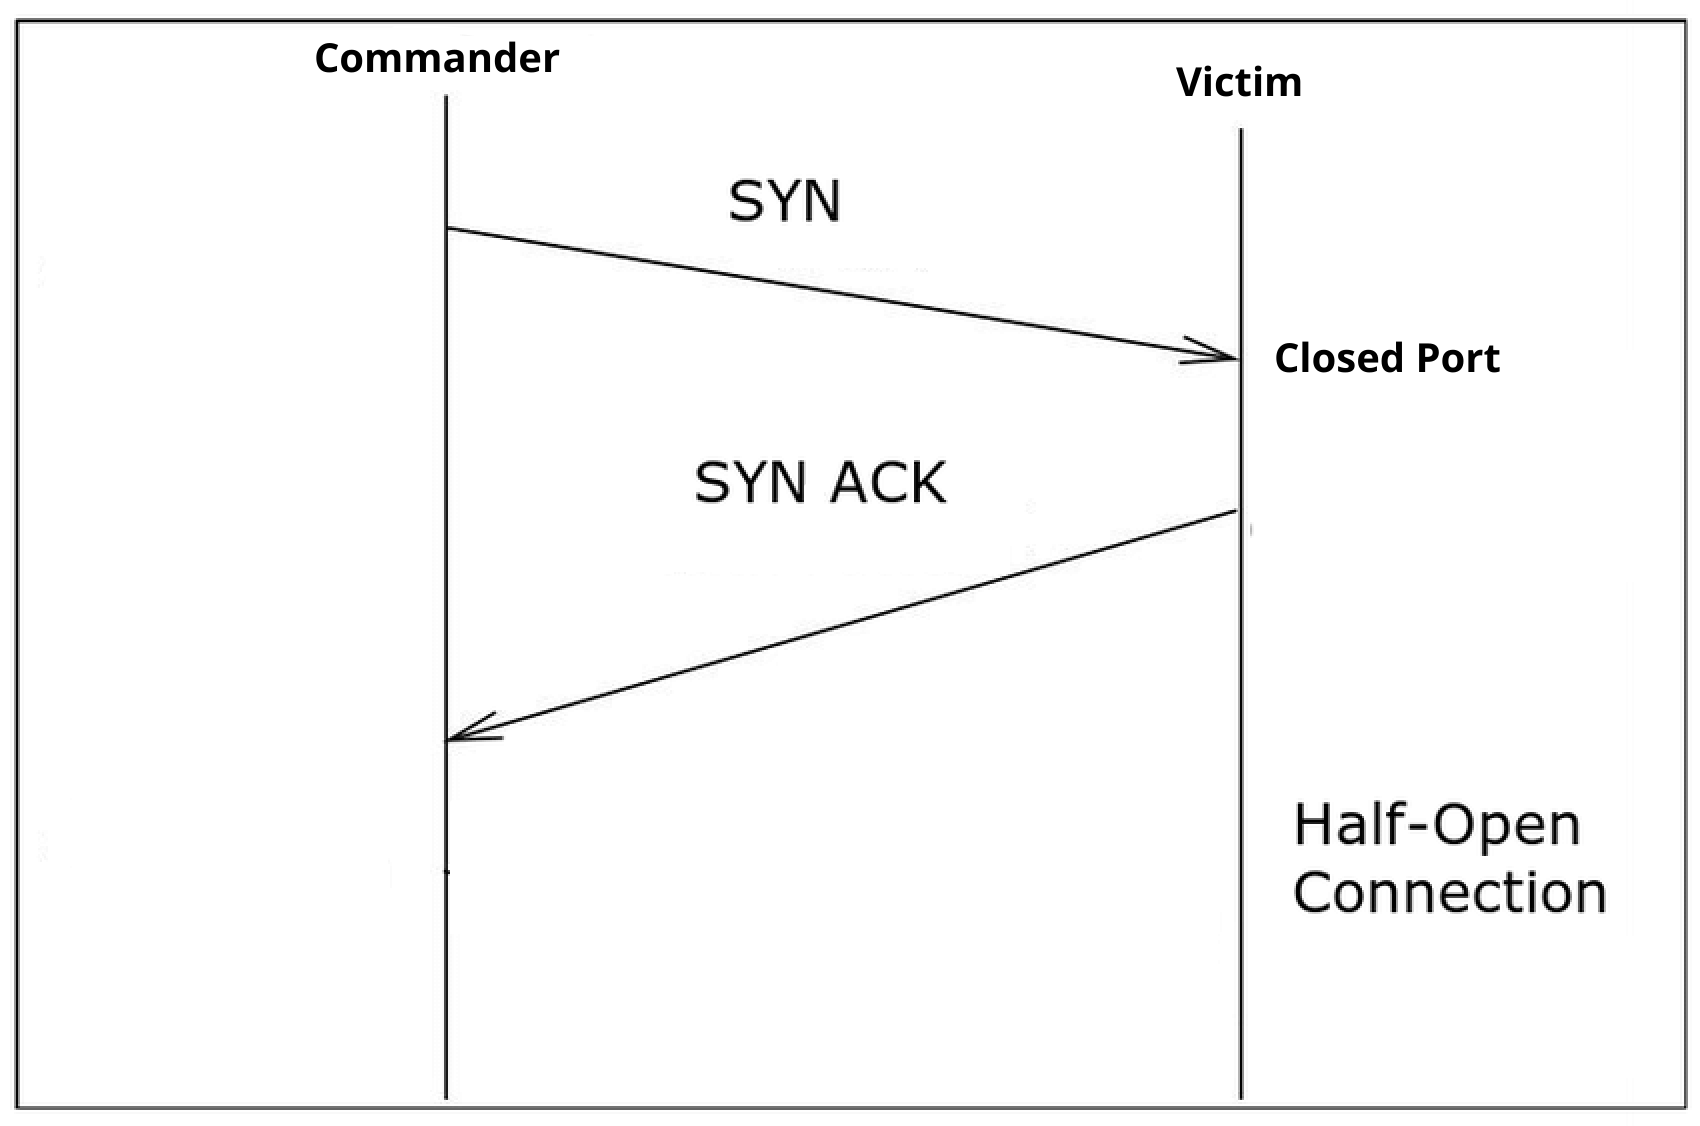 Commander
Victim
SYN
Closed Port
SYN ACK
Half-Open
Connection